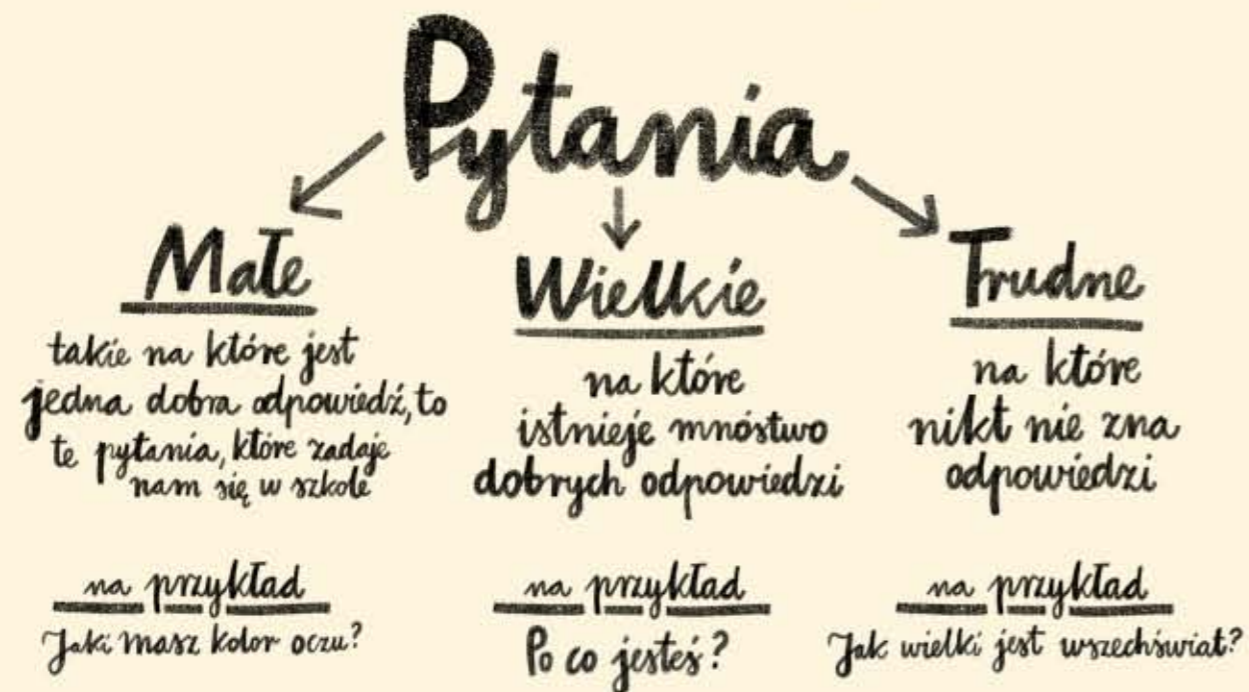 Pytania
Małe
takie na które jest
jedna dobra odpowiedź, to
te pytania, które zadaje
nam się w szkole
na przykład
Jaki masz kolor oczu?
Wielkie
na które
istnieje mnóstwo
dobrych odpowiedzi
na przykład
Po co jesteś?
Trudne
na które
nikt nie zna
odpowiedzi
na przykład
Jak wielki jest wszechświat?